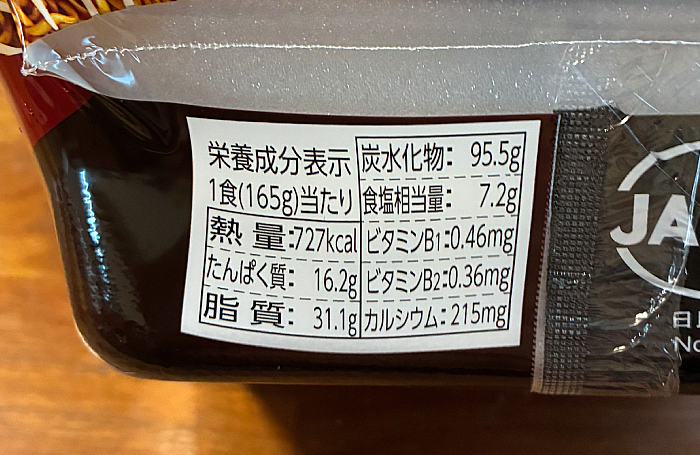 栄養成分表示
1食(165g)当たり
熱量:727kcal
たんぱく質: 16.2g
脂質: 31.1g
炭水化物: 95.5g
食塩相当量: 7.2g
ビタミンB1:0.46mg
ビタミンB2:0.36mg
カルシウム:215mg
JA
日
No